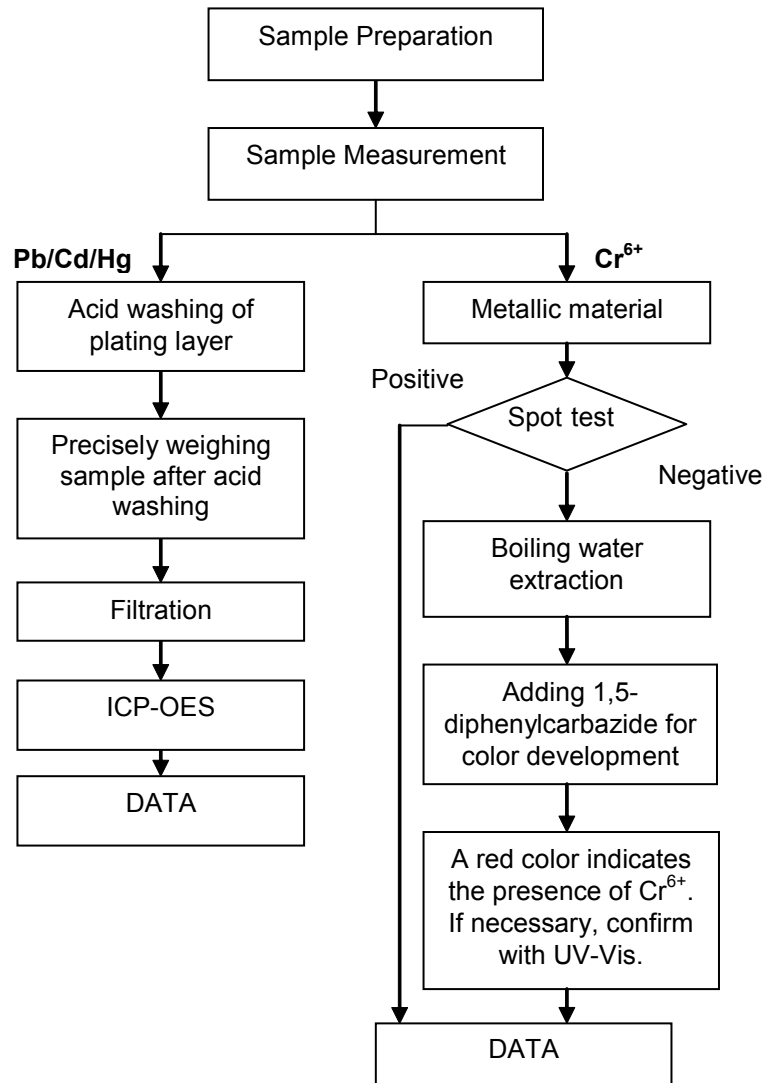 Sample Preparation
Sample Measurement
Pb/Cd/Hg
Acid washing of
plating layer
Precisely weighing
sample after acid
washing
Filtration
ICP-OES
DATA
Cr⁶⁺
Metallic material
Positive
Spot test
Negative
Boiling water
extraction
Adding 1,5-
diphenylcarbazide for
color development
A red color indicates
the presence of Cr⁶⁺.
If necessary, confirm
with UV-Vis.
DATA